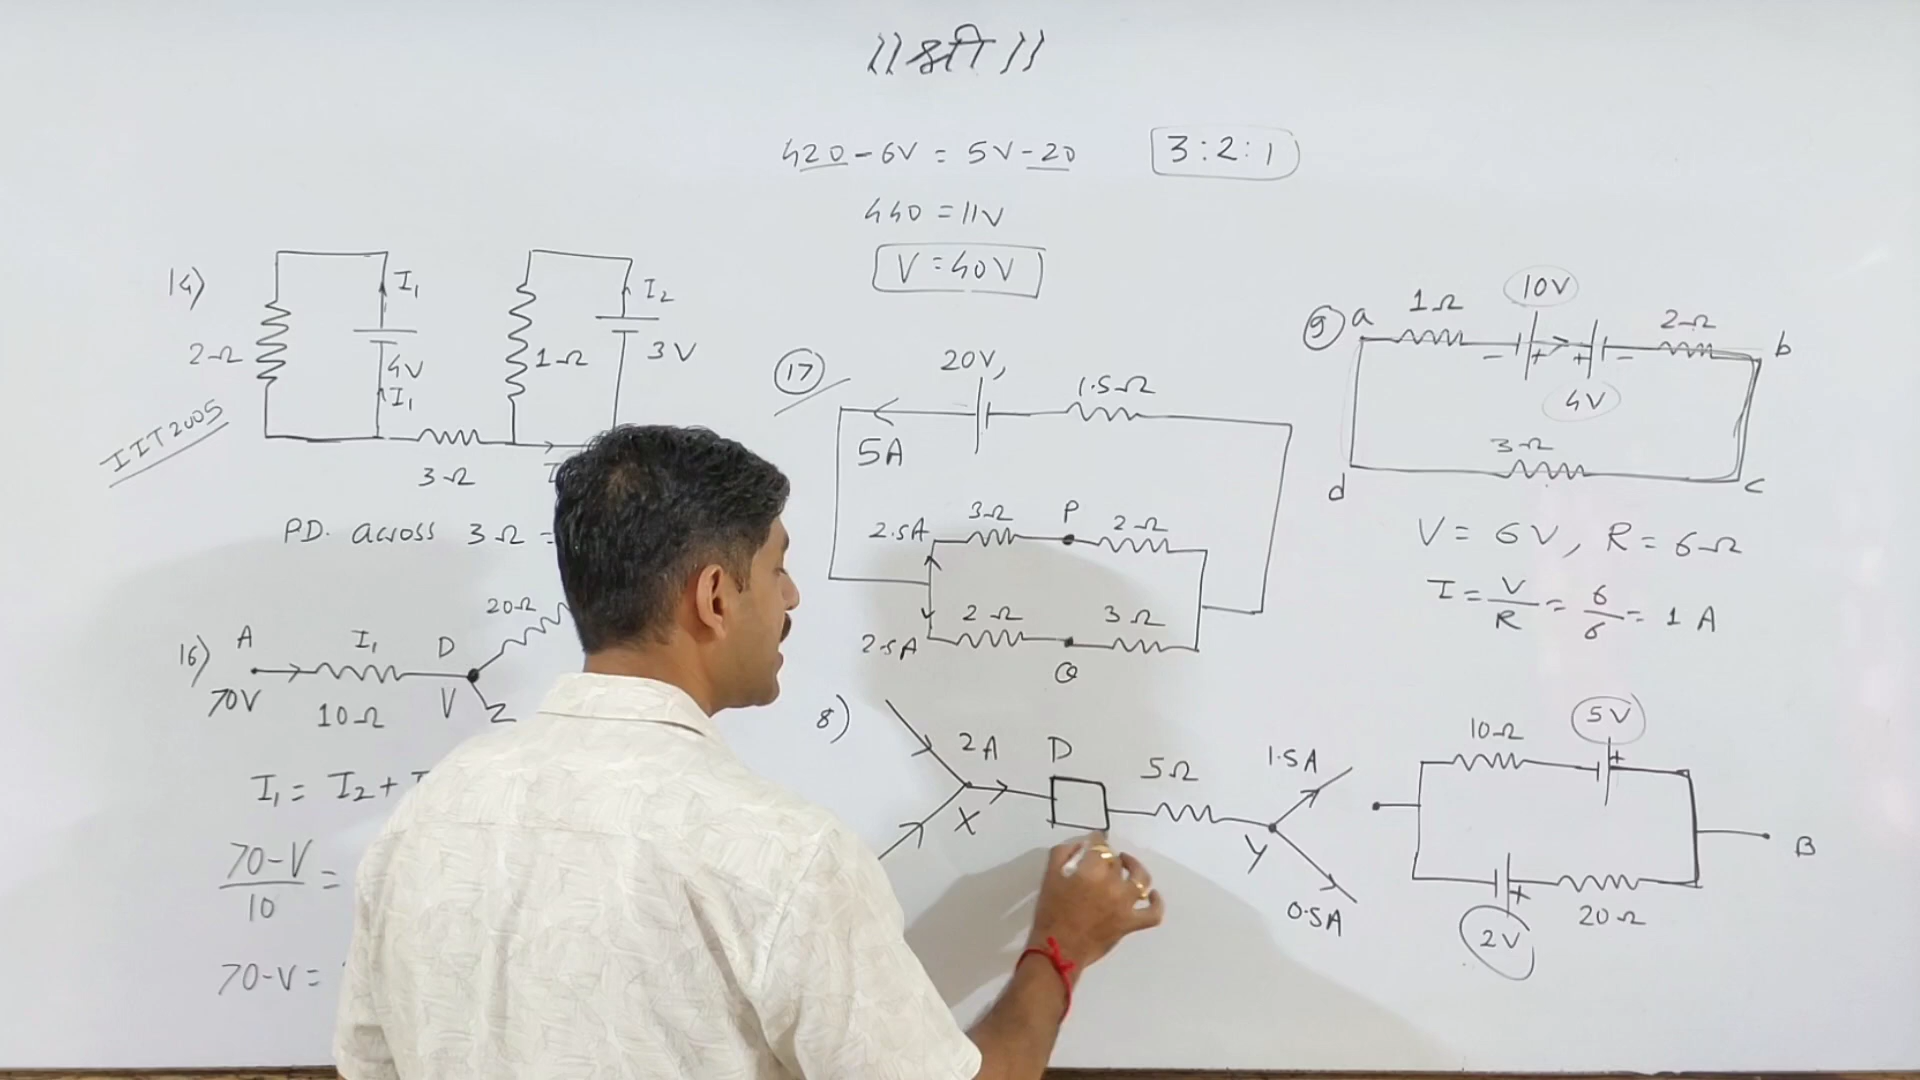 ॥ श्री ॥
420 - 6V = 5V - 20
3 : 2 : 1
440 = 11V
V = 40V
14)
I₁
2Ω
4V
I₁
I₂
1Ω
3V
3Ω
IIT 2005
P.D. across 3Ω =
16)
A
70V
I₁
10Ω
D
V
20Ω
I₁ = I₂ +
70-V / 10 =
70-V =
17
20V,
1.5Ω
5A
2.5A
3Ω
P
2Ω
2.5A
2Ω
Q
3Ω
8)
2A
X
D
5Ω
Y
1.5A
0.5A
9
a
1Ω
10V
- +
+ -
4V
2Ω
b
d
3Ω
c
V = 6V, R = 6Ω
I = V/R = 6/6 = 1 A
10Ω
5V
+
B
2V
+
20Ω